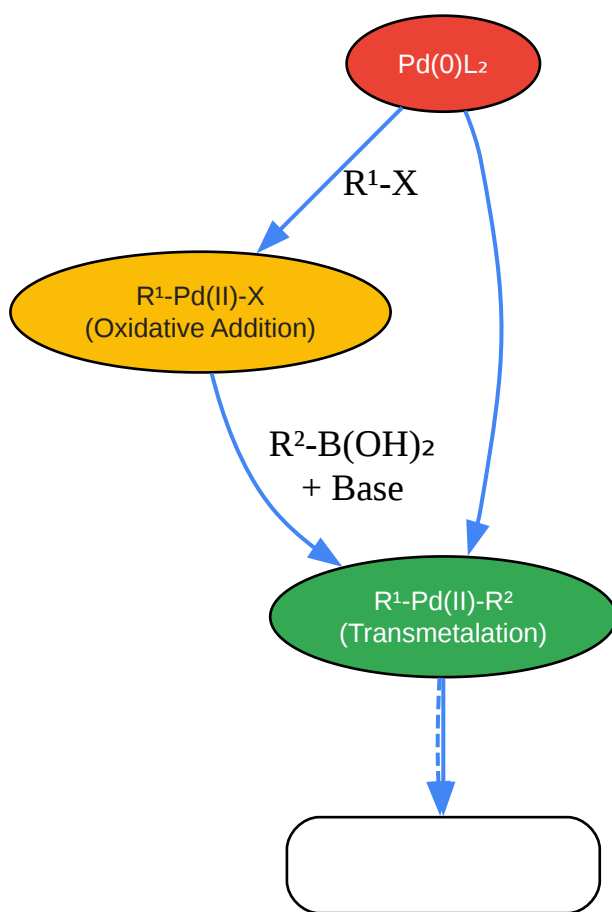 Pd(0)L₂
R¹-X
R¹-Pd(II)-X
(Oxidative Addition)
R²-B(OH)₂
+ Base
R¹-Pd(II)-R²
(Transmetalation)